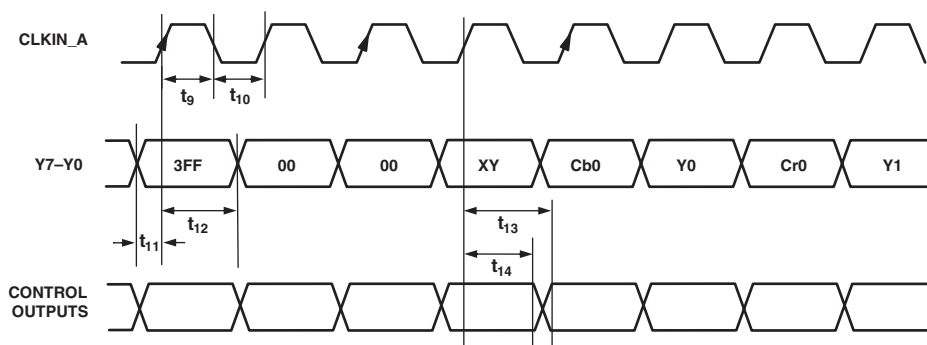 CLKIN_A
t9
t10
Y7–Y0
3FF
00
00
XY
Cb0
Y0
Cr0
Y1
t12
t13
t11
t14
CONTROL
OUTPUTS